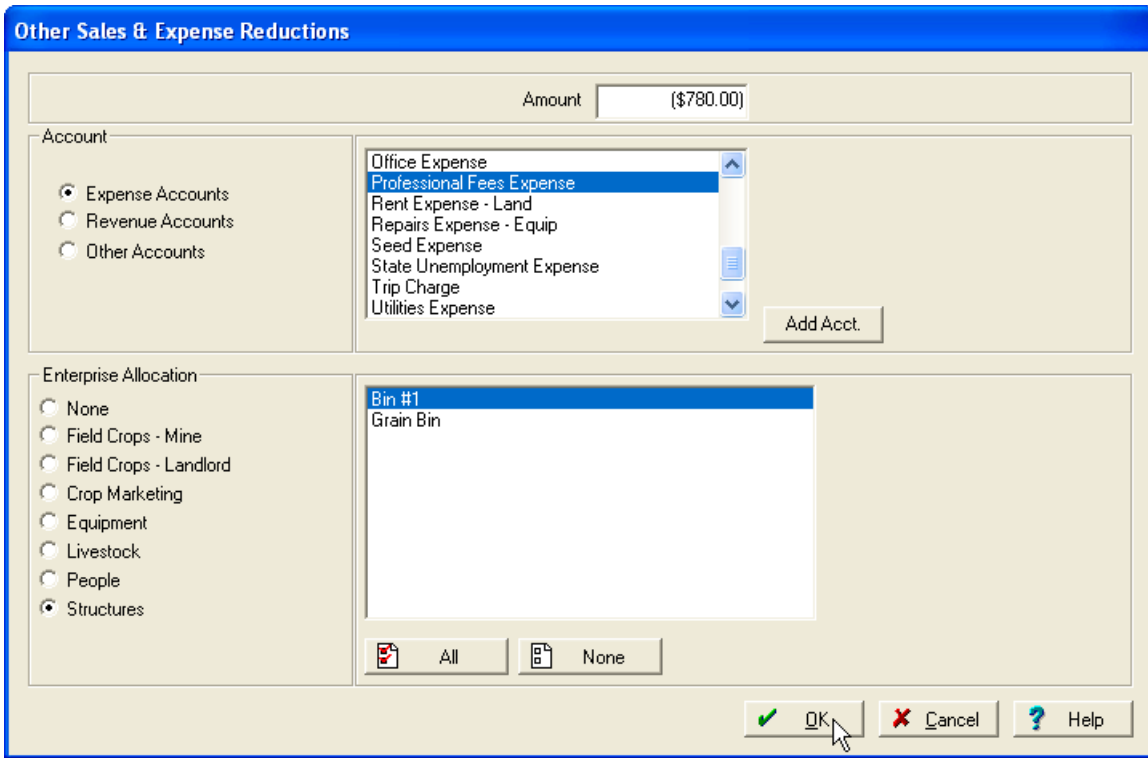 Other Sales & Expense Reductions
Amount ($780.00)
Account
Expense Accounts
Revenue Accounts
Other Accounts
Office Expense
Professional Fees Expense
Rent Expense - Land
Repairs Expense - Equip
Seed Expense
State Unemployment Expense
Trip Charge
Utilities Expense
Add Acct.
Enterprise Allocation
None
Field Crops - Mine
Field Crops - Landlord
Crop Marketing
Equipment
Livestock
People
Structures
Bin #1
Grain Bin
All None
OK Cancel Help